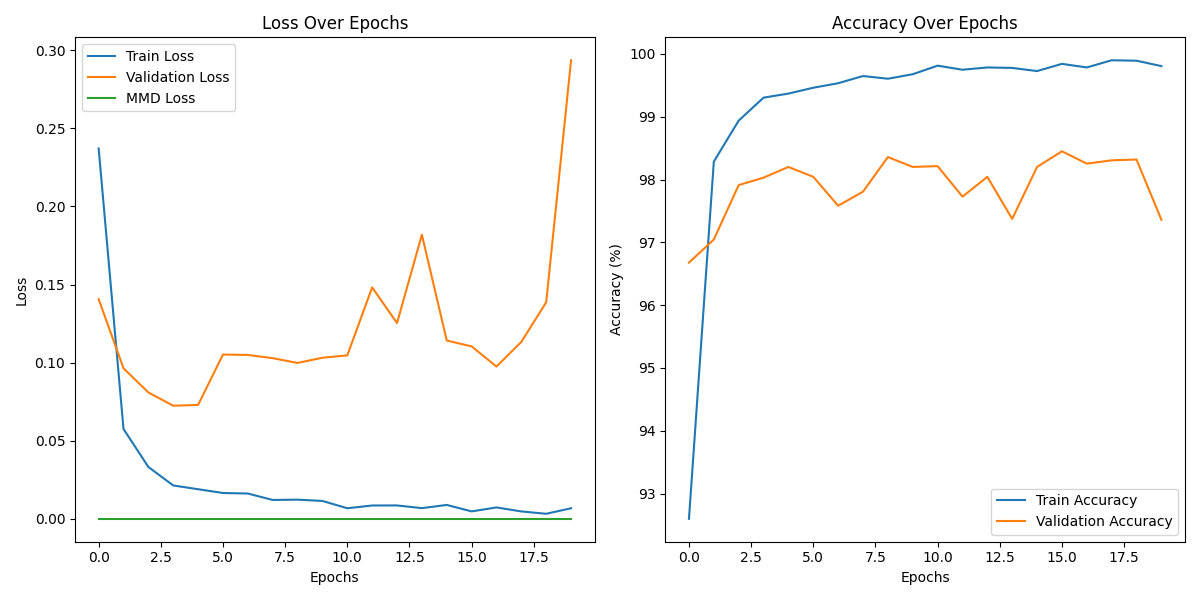 Loss Over Epochs
Train Loss
Validation Loss
MMD Loss
0.30
0.25
0.20
0.15
0.10
0.05
0.00
Loss
0.0 2.5 5.0 7.5 10.0 12.5 15.0 17.5
Epochs
Accuracy Over Epochs
100
99
98
97
96
95
94
93
Accuracy (%)
Train Accuracy
Validation Accuracy
0.0 2.5 5.0 7.5 10.0 12.5 15.0 17.5
Epochs